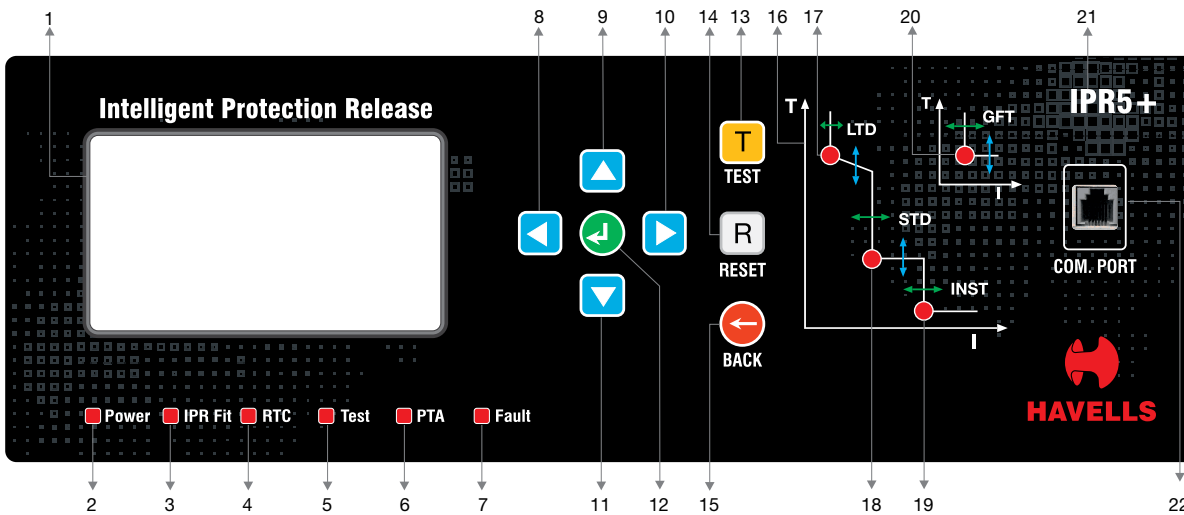 1 8 9 10 14 13 16 17 20 21
Intelligent Protection Release
IPR5+
T
T
LTD
GFT
T
TEST
I
STD
R
RESET
COM. PORT
INST
BACK
I
HAVELLS
Power IPR Fit RTC Test PTA Fault
2 3 4 5 6 7 11 12 15 18 19 22